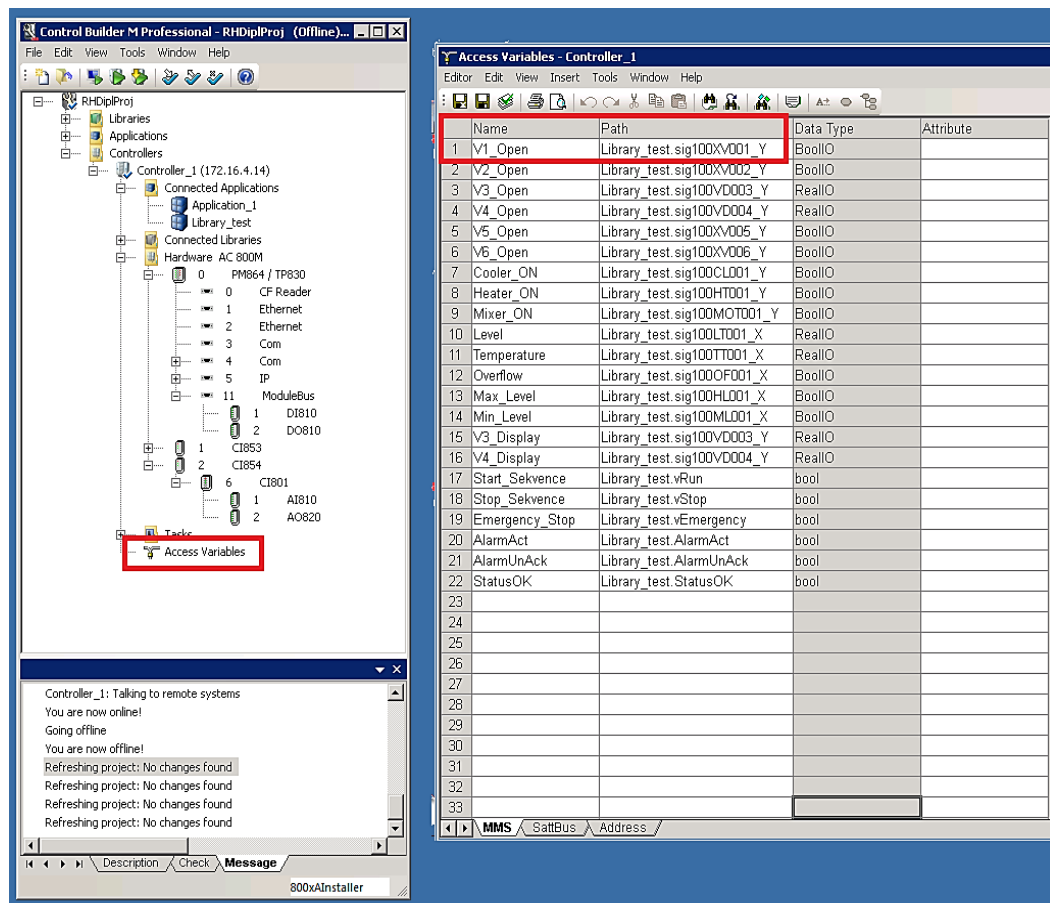 Control Builder M Professional - RHDiplProj (Offline)...
File Edit View Tools Window Help
RHDiplProj
Libraries
Applications
Controllers
Controller_1 (172.16.4.14)
Connected Applications
Application_1
Library_test
Connected Libraries
Hardware AC 800M
0 PM864 / TP830
0 CF Reader
1 Ethernet
2 Ethernet
3 Com
4 Com
5 IP
11 ModuleBus
1 DI810
2 DO810
1 CI853
2 CI854
6 CI801
1 AI810
2 AO820
Tasks
Access Variables
Controller_1: Talking to remote systems
You are now online!
Going offline
You are now offline!
Refreshing project: No changes found
Refreshing project: No changes found
Refreshing project: No changes found
Refreshing project: No changes found
Description Check Message
800xAInstaller
Access Variables - Controller_1
Editor Edit View Insert Tools Window Help
Name Path Data Type Attribute
1 V1_Open Library_test.sig100XV001_Y BoolIO
2 V2_Open Library_test.sig100XV002_Y BoolIO
3 V3_Open Library_test.sig100VD003_Y RealIO
4 V4_Open Library_test.sig100VD004_Y RealIO
5 V5_Open Library_test.sig100XV005_Y BoolIO
6 V6_Open Library_test.sig100XV006_Y BoolIO
7 Cooler_ON Library_test.sig100CL001_Y BoolIO
8 Heater_ON Library_test.sig100HT001_Y BoolIO
9 Mixer_ON Library_test.sig100MOT001_Y BoolIO
10 Level Library_test.sig100LT001_X RealIO
11 Temperature Library_test.sig100TT001_X RealIO
12 Overflow Library_test.sig100OF001_X BoolIO
13 Max_Level Library_test.sig100HL001_X BoolIO
14 Min_Level Library_test.sig100ML001_X BoolIO
15 V3_Display Library_test.sig100VD003_Y RealIO
16 V4_Display Library_test.sig100VD004_Y RealIO
17 Start_Sekvence Library_test.vRun bool
18 Stop_Sekvence Library_test.vStop bool
19 Emergency_Stop Library_test.vEmergency bool
20 AlarmAct Library_test.AlarmAct bool
21 AlarmUnAck Library_test.AlarmUnAck bool
22 StatusOK Library_test.StatusOK bool
23
24
25
26
27
28
29
30
31
32
33
MMS SattBus Address